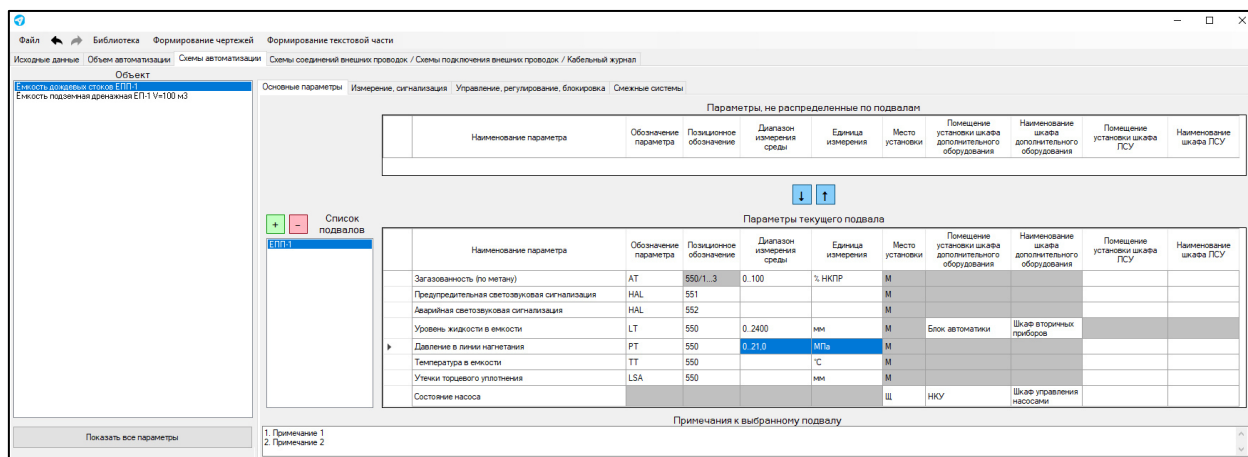 Файл Библиотека Формирование чертежей Формирование текстовой части
Исходные данные Объем автоматизации Схемы автоматизации Схемы соединений внешних проводок / Схемы подключения внешних проводок / Кабельный журнал
Объект
Емкость дождевых стоков ЕПП-1
Емкость подземная дренажная ЕП-1 V=100 м3
Показать все параметры
Основные параметры Измерение, сигнализация Управление, регулирование, блокировка Смежные системы
Параметры, не распределенные по подвалам
Наименование параметра
Обозначение параметра
Позиционное обозначение
Диапазон измерения среды
Единица измерения
Место установки
Помещение установки шкафа дополнительного оборудования
Наименование шкафа дополнительного оборудования
Помещение установки шкафа ПСУ
Наименование шкафа ПСУ
↓ ↑
+ -
Список
подвалов
ЕПП-1
Параметры текущего подвала
Наименование параметра
Обозначение параметра
Позиционное обозначение
Диапазон измерения среды
Единица измерения
Место установки
Помещение установки шкафа дополнительного оборудования
Наименование шкафа дополнительного оборудования
Помещение установки шкафа ПСУ
Наименование шкафа ПСУ
Загазованность (по метану) AT 550/1...3 0..100 % НКПР М
Предупредительная светозвуковая сигнализация HAL 551 М
Аварийная светозвуковая сигнализация HAL 552 М
Уровень жидкости в емкости LT 550 0..2400 мм М Блок автоматики Шкаф вторичных приборов
Давление в линии нагнетания PT 550 0..21,0 МПа М
Температура в емкости TT 550 °C М
Утечки торцевого уплотнения LSA 550 мм М
Состояние насоса Щ НКУ Шкаф управления насосами
Примечания к выбранному подвалу
1. Примечание 1
2. Примечание 2